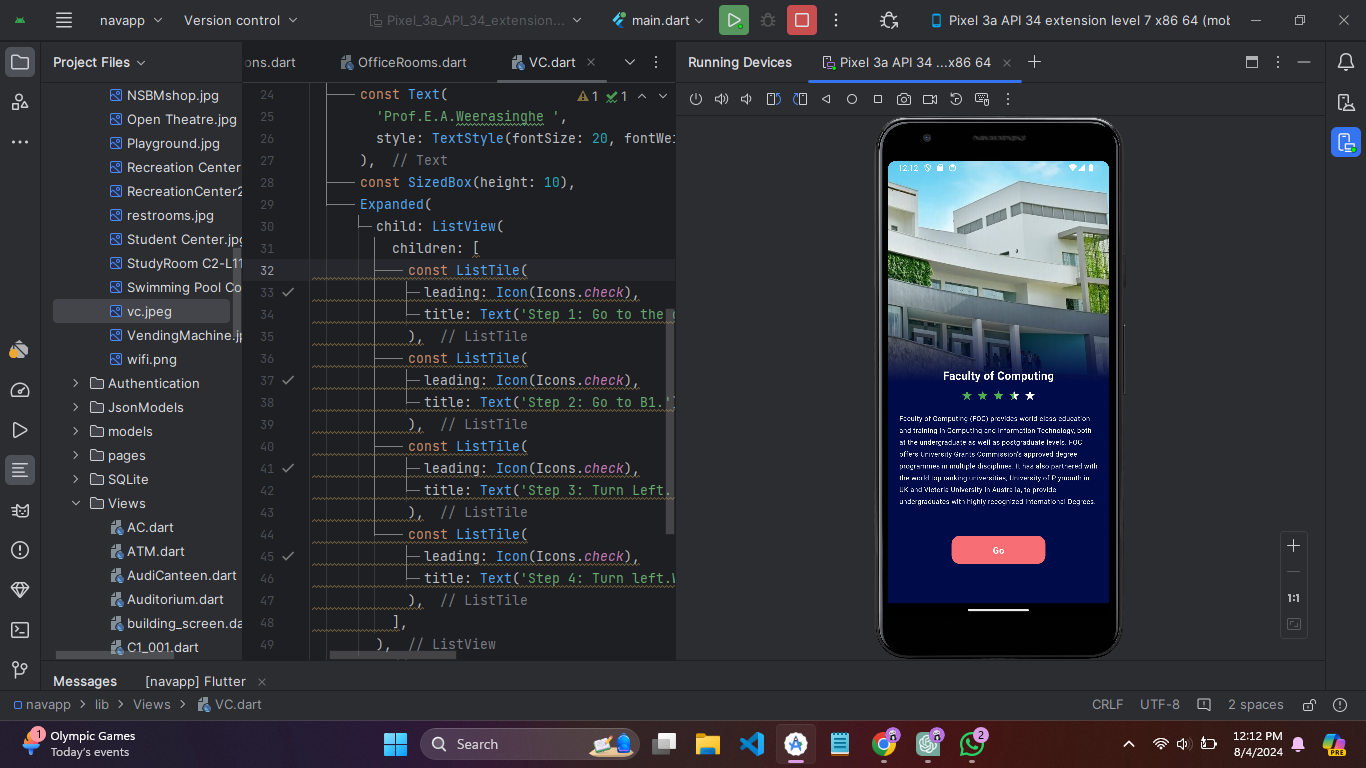 navapp
Version control
Pixel_3a_API_34_extension...
main.dart
Pixel 3a API 34 extension level 7 x86 64 (mob
Project Files
ons.dart
OfficeRooms.dart
VC.dart
Running Devices
Pixel 3a API 34 ...x86 64
NSBMshop.jpg
Open Theatre.jpg
Playground.jpg
Recreation Center
RecreationCenter2
restrooms.jpg
Student Center.jpg
StudyRoom C2-L11
Swimming Pool Co
vc.jpeg
VendingMachine.jp
wifi.png
Authentication
JsonModels
models
pages
SQLite
Views
AC.dart
ATM.dart
AudiCanteen.dart
Auditorium.dart
building_screen.da
C1_001.dart
1 1
24 const Text(
25 'Prof.E.A.Weerasinghe ',
26 style: TextStyle(fontSize: 20, fontWei
27 ), // Text
28 const SizedBox(height: 10),
29 Expanded(
30 child: ListView(
31 children: [
32 const ListTile(
33 leading: Icon(Icons.check),
34 title: Text('Step 1: Go to the
35 ), // ListTile
36 const ListTile(
37 leading: Icon(Icons.check),
38 title: Text('Step 2: Go to B1.')
39 ), // ListTile
40 const ListTile(
41 leading: Icon(Icons.check),
42 title: Text('Step 3: Turn Left.
43 ), // ListTile
44 const ListTile(
45 leading: Icon(Icons.check),
46 title: Text('Step 4: Turn left.
47 ), // ListTile
48 ],
49 ), // ListView
12:12
Faculty of Computing
Faculty of Computing (FOC) provides world-class education
and training in Computing and Information Technology, both
at the undergraduate as well as postgraduate levels. FOC
offers University Grants Commission's approved degree
programmes in multiple disciplines. It has also partnered with
the world top ranking universities, University of Plymouth in
UK and Victoria University in Australia, to provide
undergraduates with highly recognized International Degrees.
Go
1:1
Messages
[navapp] Flutter
navapp > lib > Views > VC.dart
CRLF
UTF-8
2 spaces
1
Olympic Games
Today's events
Search
2
12:12 PM
8/4/2024
PRE